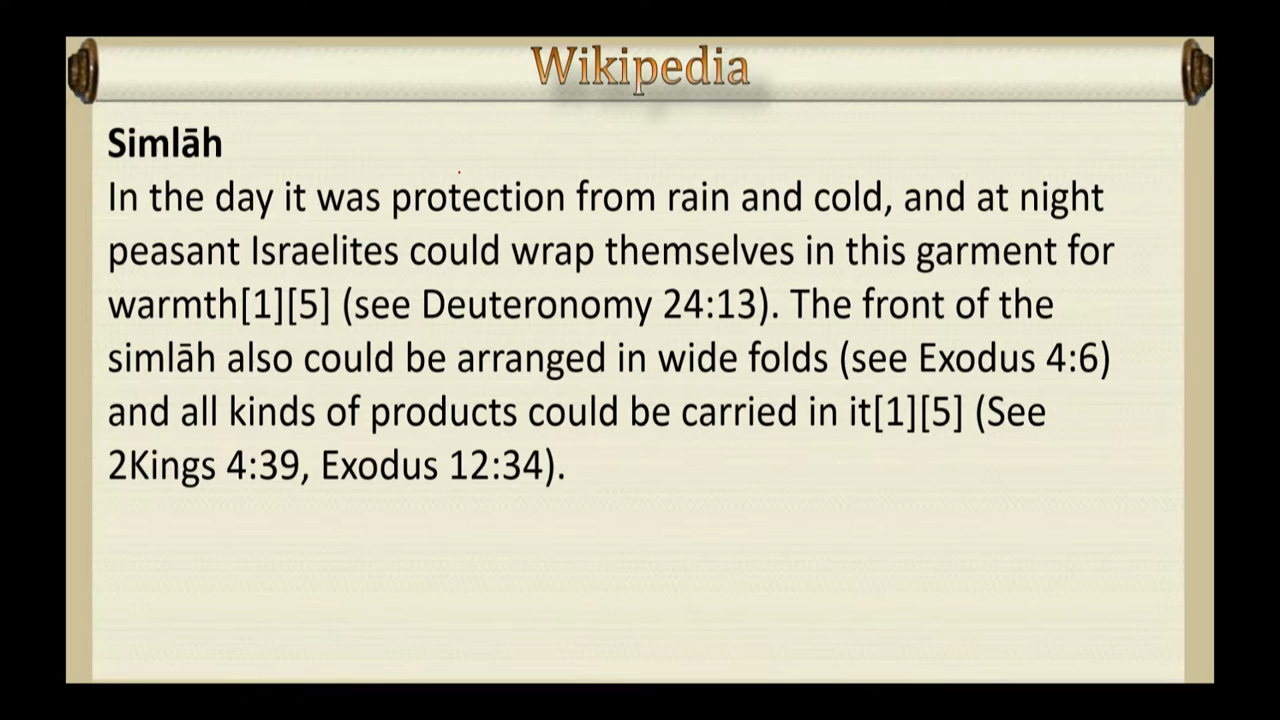 Wikipedia
Simlāh
In the day it was protection from rain and cold, and at night
peasant Israelites could wrap themselves in this garment for
warmth[1][5] (see Deuteronomy 24:13). The front of the
simlāh also could be arranged in wide folds (see Exodus 4:6)
and all kinds of products could be carried in it[1][5] (See
2Kings 4:39, Exodus 12:34).